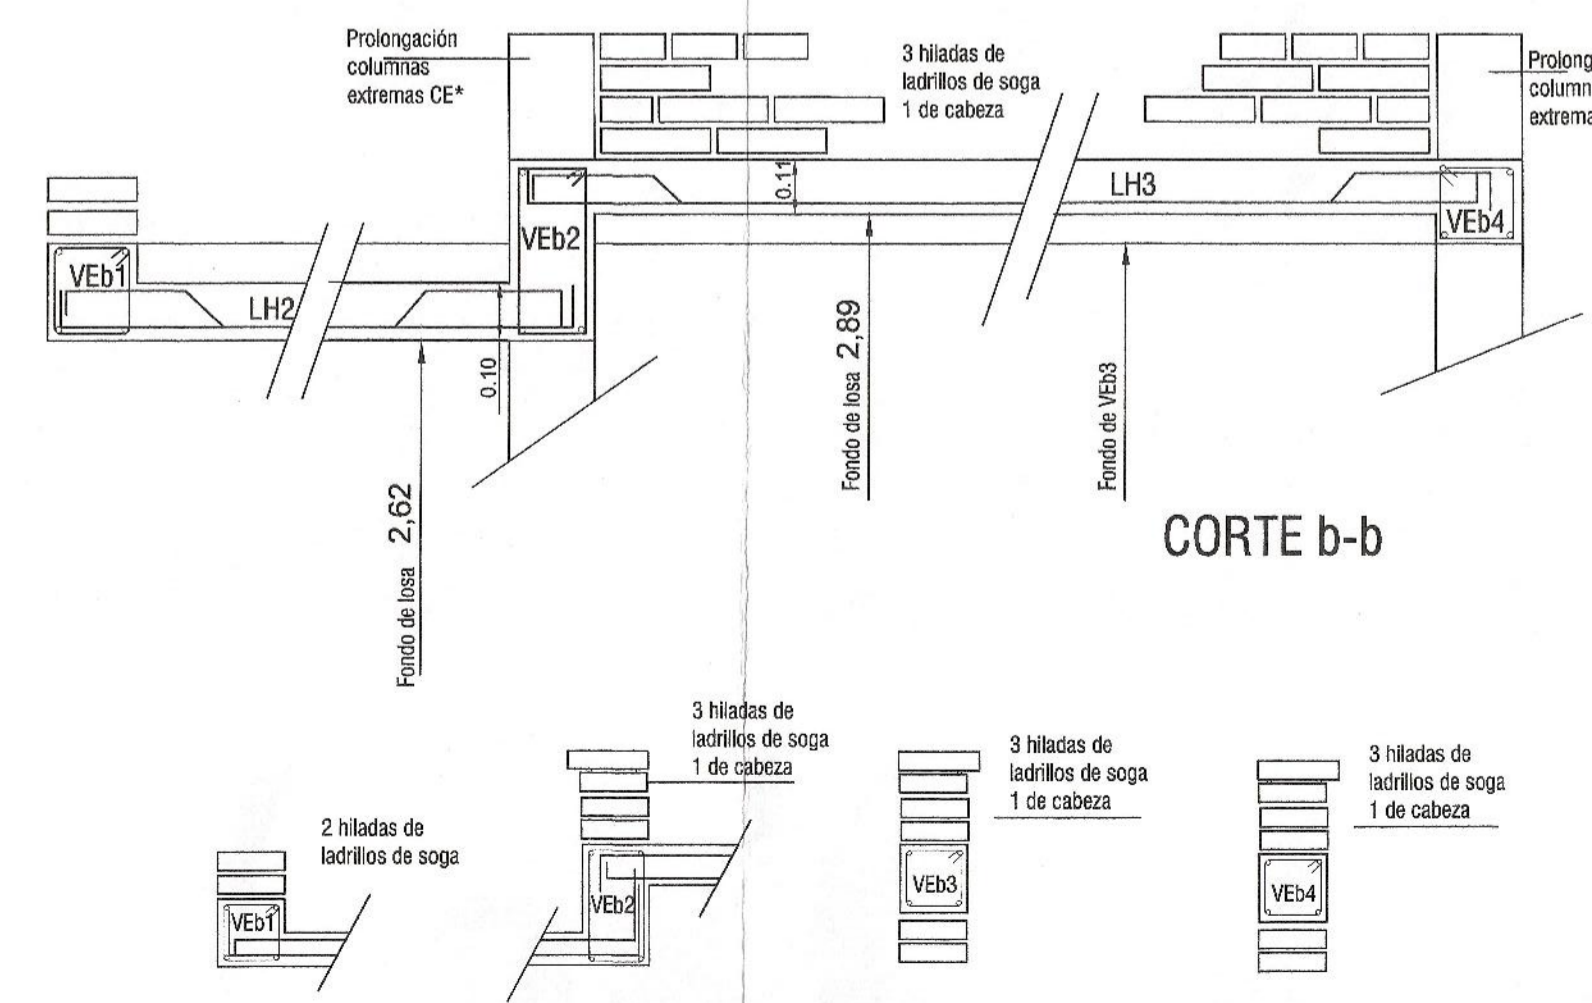 Prolongación
columnas
extremas CE*
3 hiladas de
ladrillos de soga
1 de cabeza
Prolong
column
extrema
0.11
LH3
VEb2
VEb4
VEb1
LH2
0.10
Fondo de losa 2,89
Fondo de VEb3
Fondo de losa 2,62
CORTE b-b
3 hiladas de
ladrillos de soga
1 de cabeza
3 hiladas de
ladrillos de soga
1 de cabeza
3 hiladas de
ladrillos de soga
1 de cabeza
2 hiladas de
ladrillos de soga
VEb1
VEb2
VEb3
VEb4